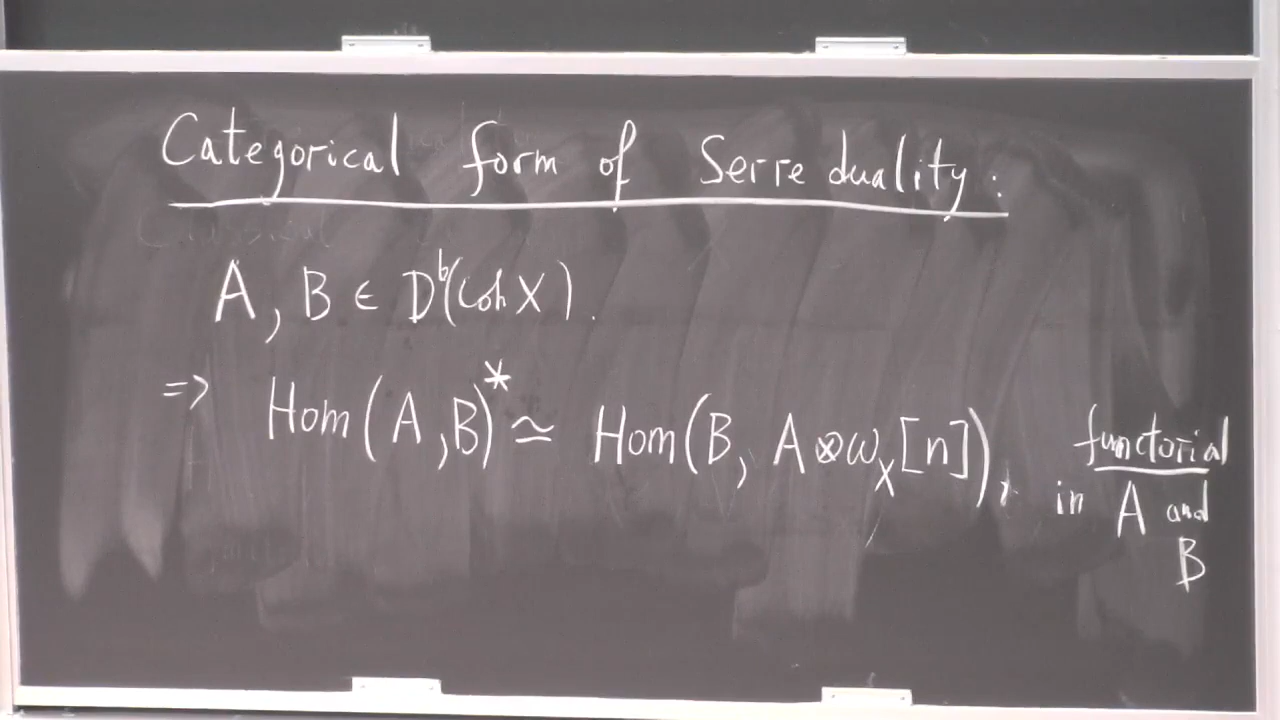 Categorical form of Serre duality:
A, B ∈ D^b(Coh X).
⇒ Hom(A,B)^* ≃ Hom(B, A⊗ω_X[n]), functorial
in A and
B